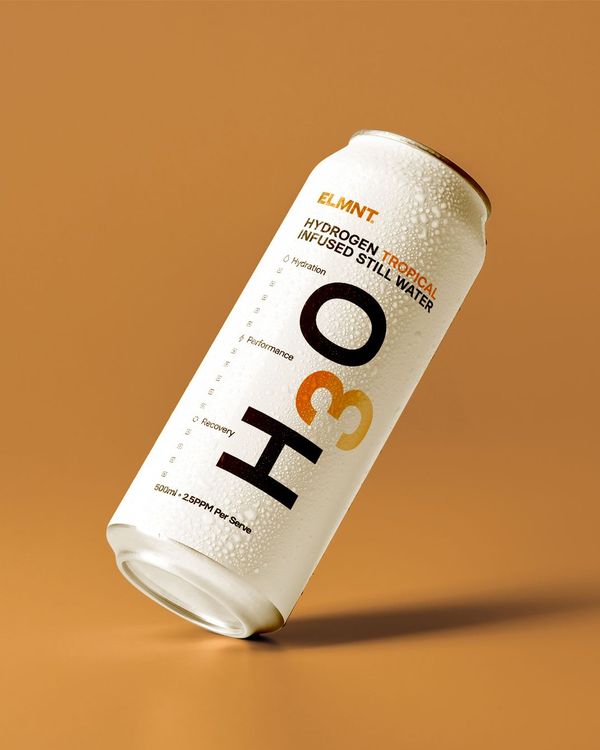 ELMNT.
HYDROGEN TROPICAL
INFUSED STILL WATER
Hydration
Performance
Recovery
H3O
500ml • 2.5PPM Per Serve